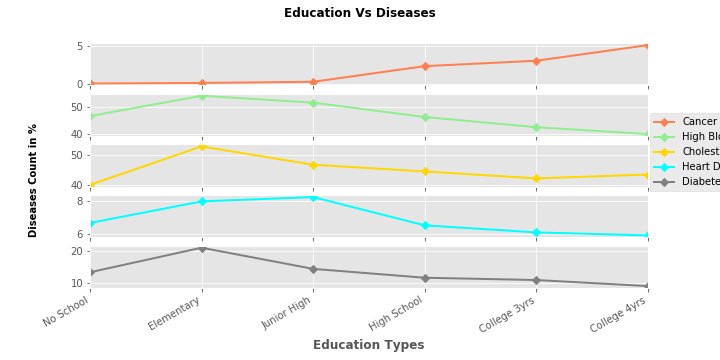 Education Vs Diseases
5
0
50
40
50
40
8
6
20
10
Diseases Count in %
Cancer
High Blo
Cholest
Heart D
Diabete
No School
Elementary
Junior High
High School
College 3yrs
College 4yrs
Education Types